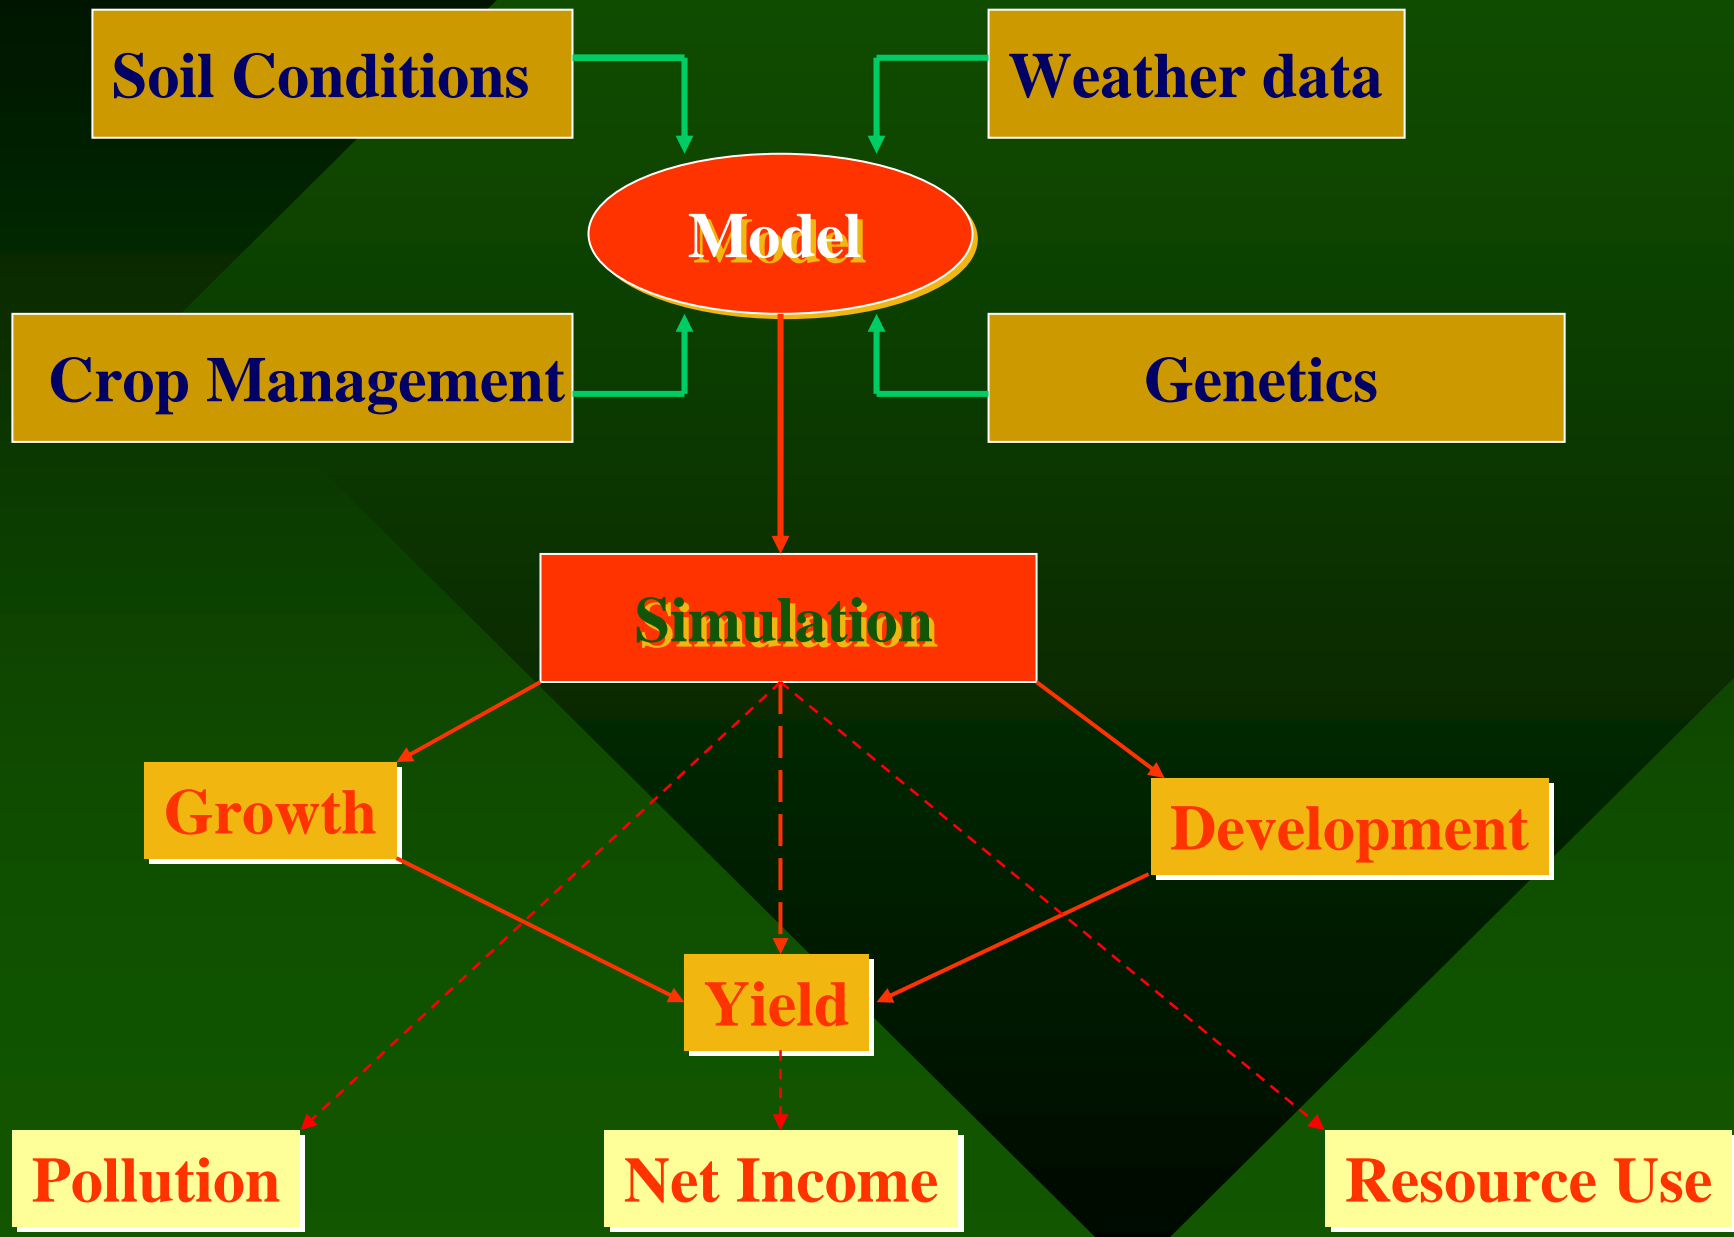 Soil Conditions
Weather data
Model
Crop Management
Genetics
Simulation
Growth
Development
Yield
Pollution
Net Income
Resource Use